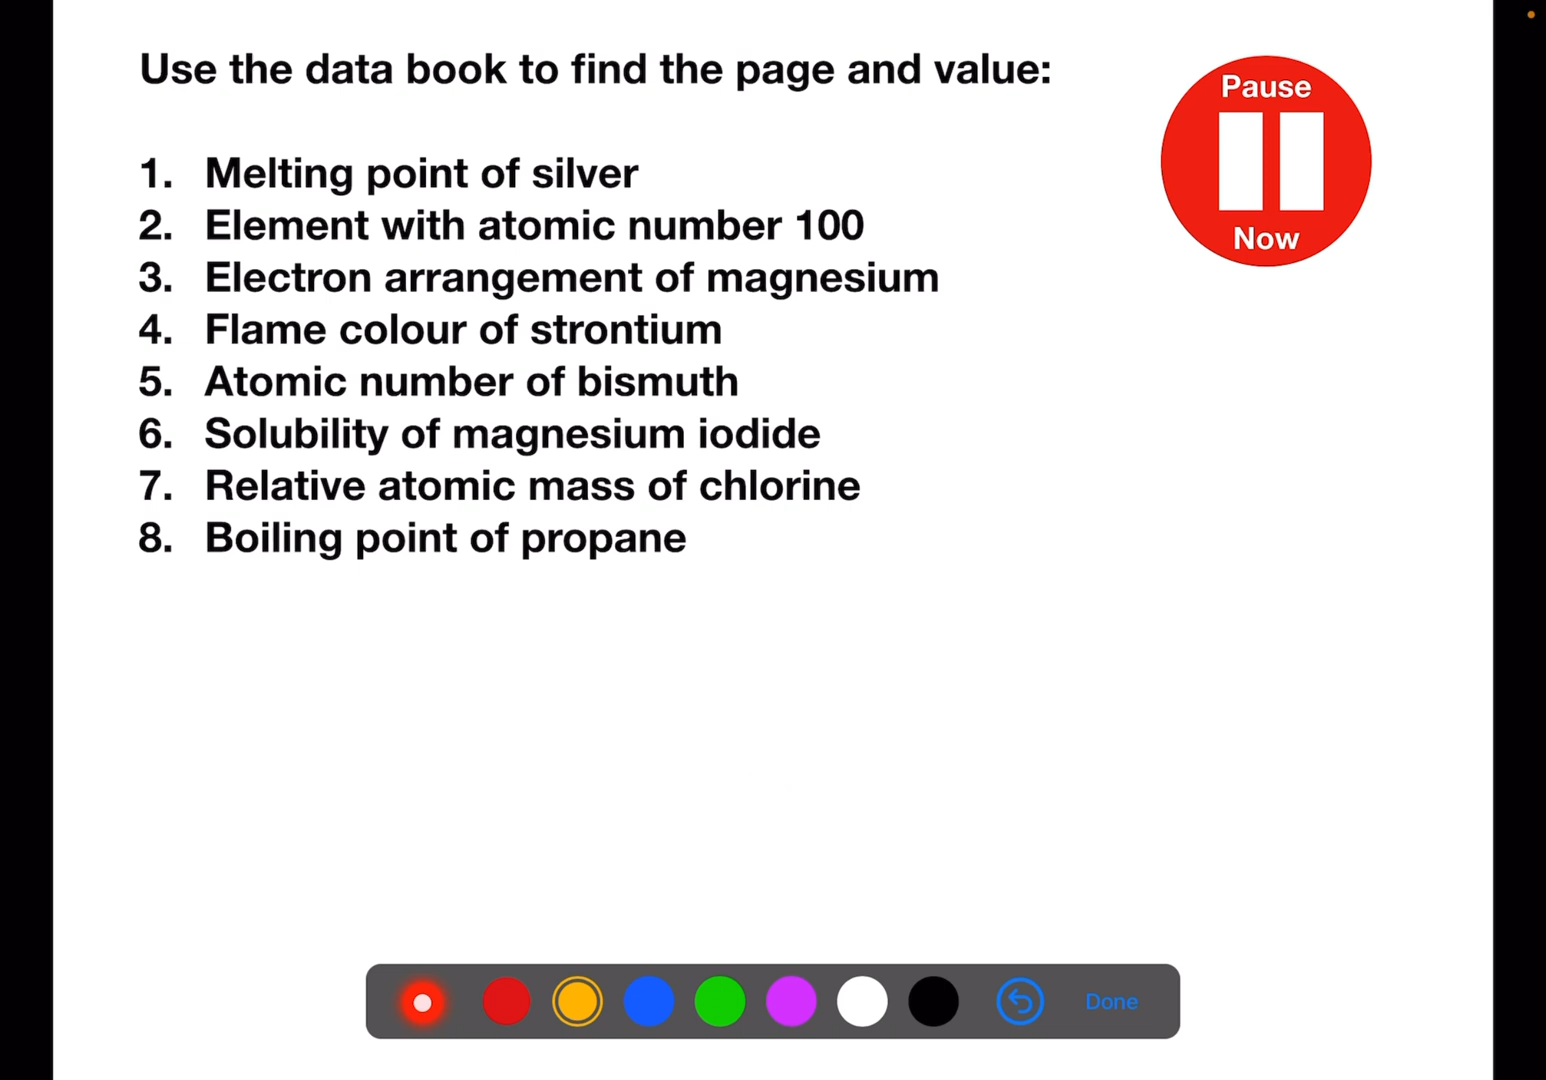 Use the data book to find the page and value:
Pause
Now
1. Melting point of silver
2. Element with atomic number 100
3. Electron arrangement of magnesium
4. Flame colour of strontium
5. Atomic number of bismuth
6. Solubility of magnesium iodide
7. Relative atomic mass of chlorine
8. Boiling point of propane
Done